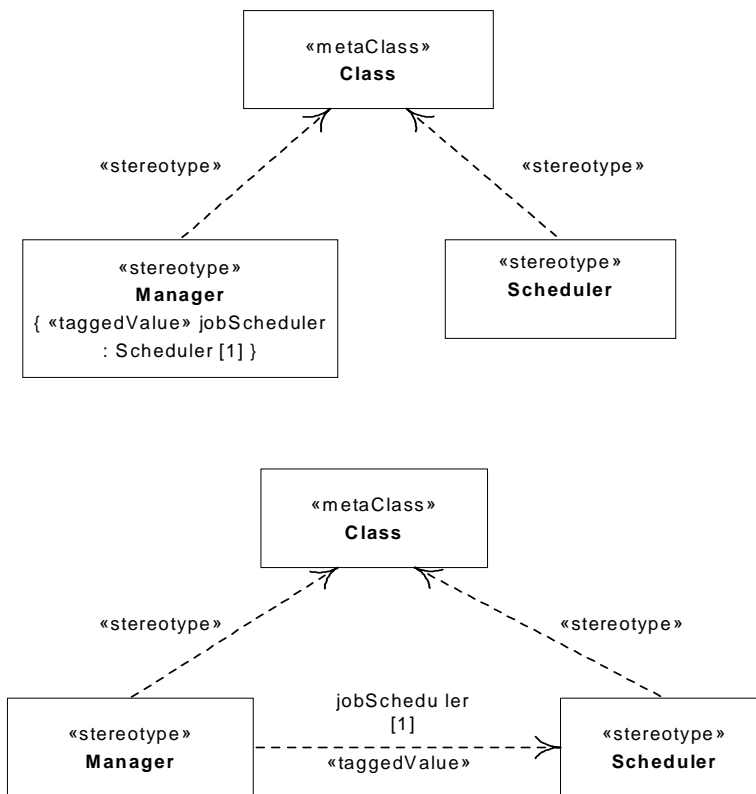 «metaClass»
Class
«stereotype»
«stereotype»
«stereotype»
Manager
{ «taggedValue» jobScheduler
: Scheduler [1] }
«stereotype»
Scheduler
«metaClass»
Class
«stereotype»
«stereotype»
«stereotype»
Manager
jobSchedu ler
[1]
«taggedValue»
«stereotype»
Scheduler